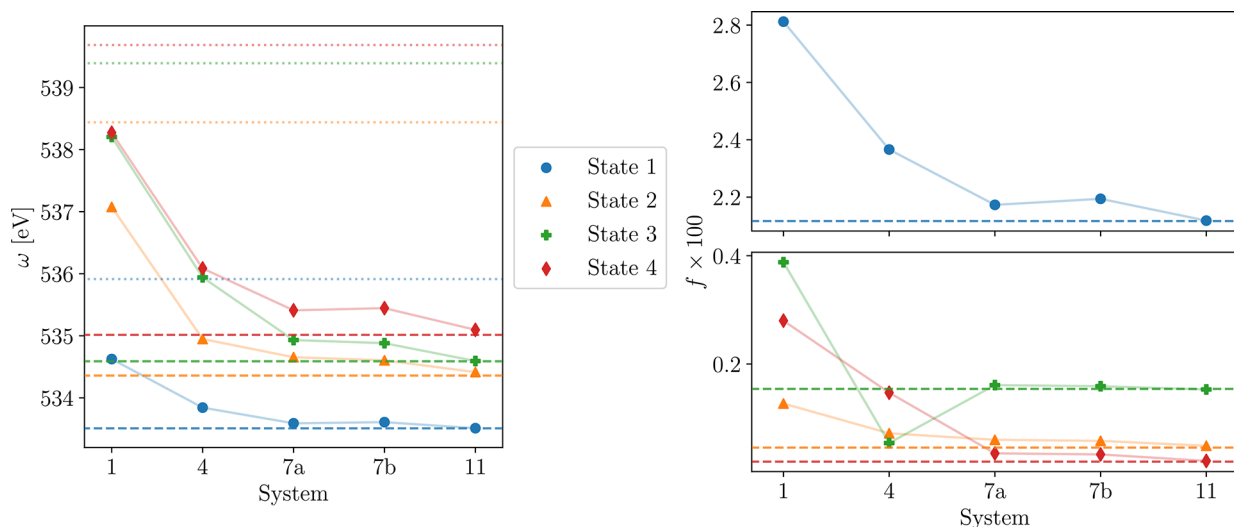 539
538
537
536
535
534
ω [eV]
1 4 7a 7b 11
System
State 1
State 2
State 3
State 4
2.8
2.6
2.4
2.2
0.4
0.2
f × 100
1 4 7a 7b 11
System